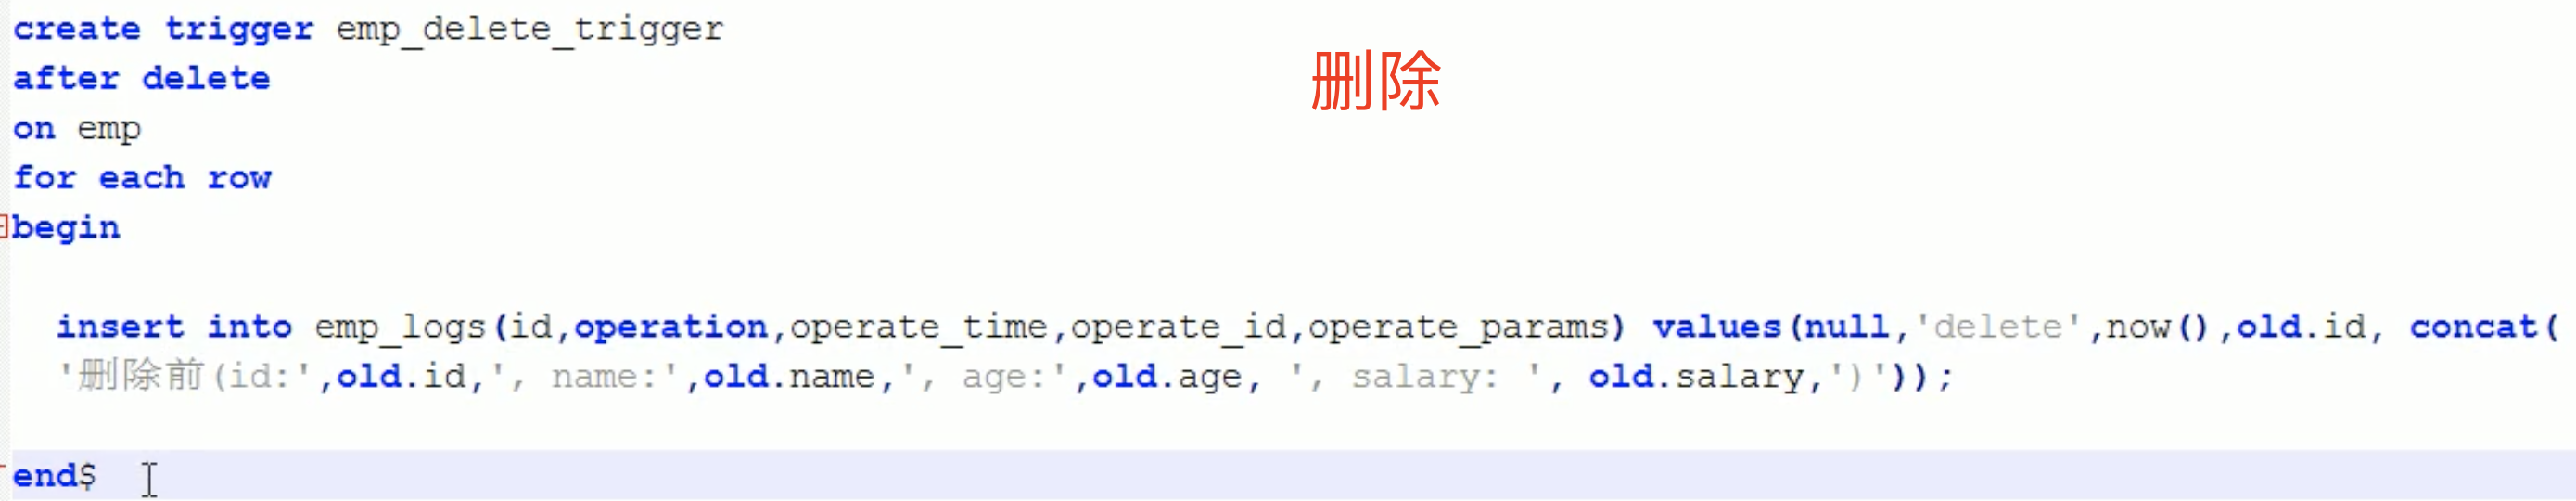 create trigger emp_delete_trigger
删除
after delete
on emp
for each row
begin
insert into emp_logs(id,operation,operate_time,operate_id,operate_params) values(null,'delete',now(),old.id, concat(
'删除前(id:',old.id,', name:',old.name,', age:',old.age, ', salary: ', old.salary,')'));
end$